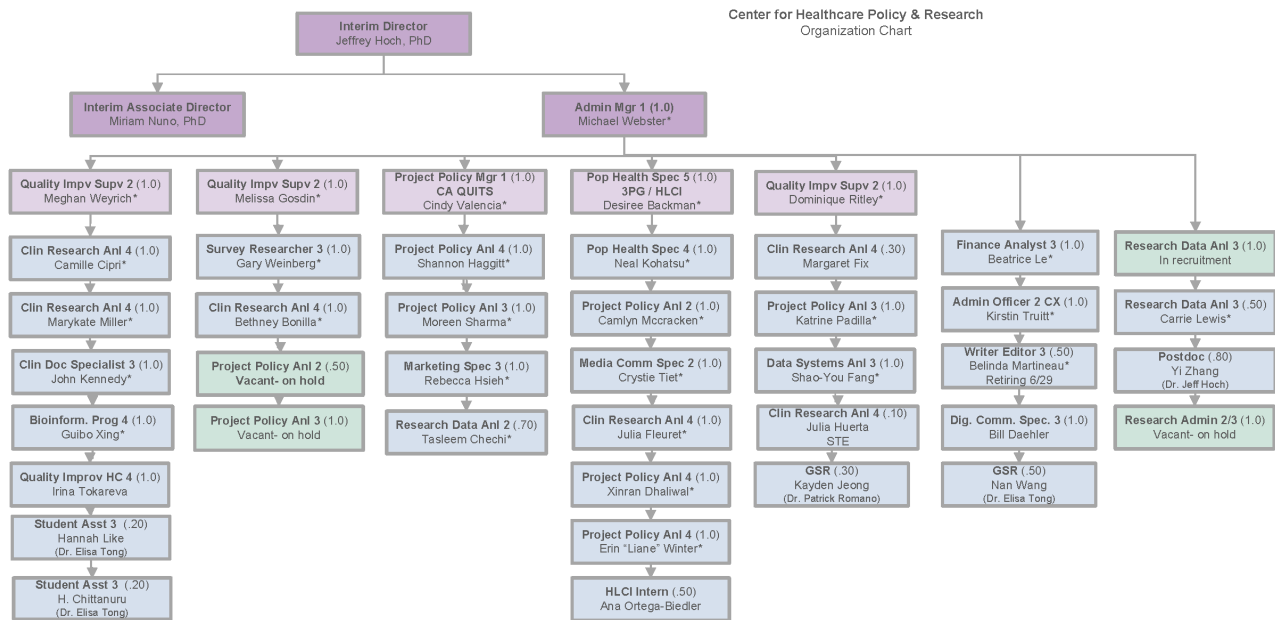 Center for Healthcare Policy & Research
Organization Chart
Interim Director
Jeffrey Hoch, PhD
Interim Associate Director
Miriam Nuno, PhD
Admin Mgr 1 (1.0)
Michael Webster*
Quality Impv Supv 2 (1.0)
Meghan Weyrich*
Clin Research Anl 4 (1.0)
Camille Cipri*
Clin Research Anl 4 (1.0)
Marykate Miller*
Clin Doc Specialist 3 (1.0)
John Kennedy*
Bioinform. Prog 4 (1.0)
Guibo Xing*
Quality Improv HC 4 (1.0)
Irina Tokareva
Student Asst 3 (.20)
Hannah Like
(Dr. Elisa Tong)
Student Asst 3 (.20)
H. Chittanuru
(Dr. Elisa Tong)
Quality Impv Supv 2 (1.0)
Melissa Gosdin*
Survey Researcher 3 (1.0)
Gary Weinberg*
Clin Research Anl 4 (1.0)
Bethney Bonilla*
Project Policy Anl 2 (.50)
Vacant- on hold
Project Policy Anl 3 (1.0)
Vacant- on hold
Project Policy Mgr 1 (1.0)
CA QUITS
Cindy Valencia*
Project Policy Anl 4 (1.0)
Shannon Haggitt*
Project Policy Anl 3 (1.0)
Moreen Sharma*
Marketing Spec 3 (1.0)
Rebecca Hsieh*
Research Data Anl 2 (.70)
Tasleem Chechi*
Pop Health Spec 5 (1.0)
3PG / HLCI
Desiree Backman*
Pop Health Spec 4 (1.0)
Neal Kohatsu*
Project Policy Anl 2 (1.0)
Camlyn Mccracken*
Media Comm Spec 2 (1.0)
Crystie Tiet*
Clin Research Anl 4 (1.0)
Julia Fleuret*
Project Policy Anl 4 (1.0)
Xinran Dhaliwal*
Project Policy Anl 4 (1.0)
Erin “Liane” Winter*
HLCI Intern (.50)
Ana Ortega-Biedler
Quality Impv Supv 2 (1.0)
Dominique Ritley*
Clin Research Anl 4 (.30)
Margaret Fix
Project Policy Anl 3 (1.0)
Katrine Padilla*
Data Systems Anl 3 (1.0)
Shao-You Fang*
Clin Research Anl 4 (.10)
Julia Huerta
STE
GSR (.30)
Kayden Jeong
(Dr. Patrick Romano)
Finance Analyst 3 (1.0)
Beatrice Le*
Admin Officer 2 CX (1.0)
Kirstin Truitt*
Writer Editor 3 (.50)
Belinda Martineau*
Retiring 6/29
Dig. Comm. Spec. 3 (1.0)
Bill Daehler
GSR (.50)
Nan Wang
(Dr. Elisa Tong)
Research Data Anl 3 (1.0)
In recruitment
Research Data Anl 3 (.50)
Carrie Lewis*
Postdoc (.80)
Yi Zhang
(Dr. Jeff Hoch)
Research Admin 2/3 (1.0)
Vacant- on hold